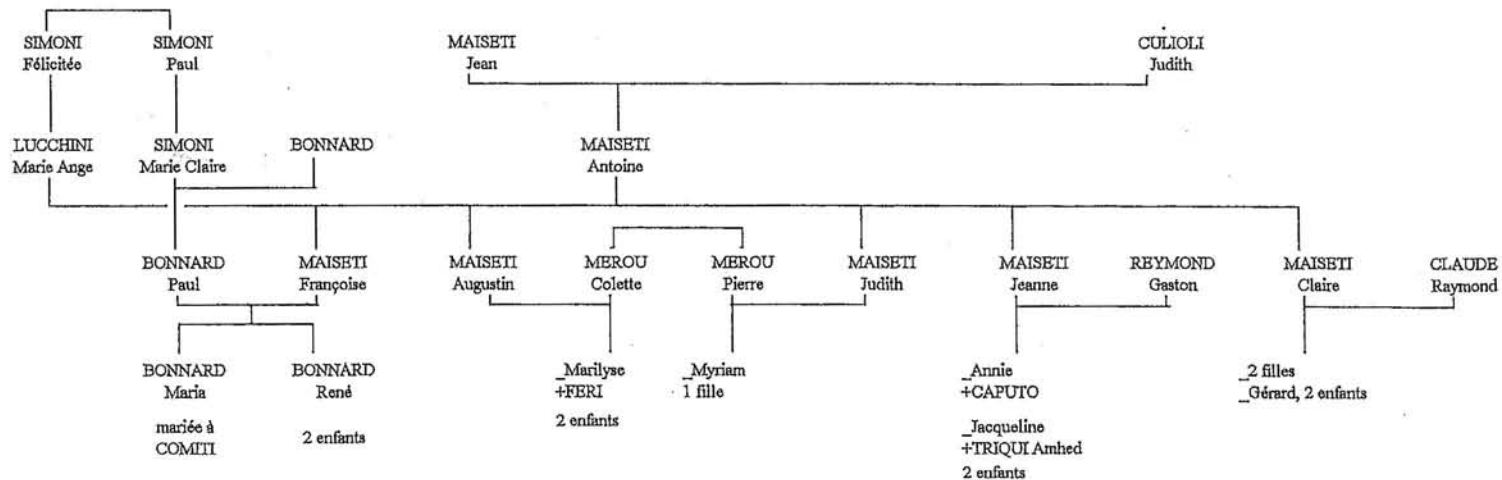 SIMONI
Félicitée
SIMONI
Paul
MAISETI
Jean
CULIOLI
Judith
LUCCHINI
Marie Ange
SIMONI
Marie Claire
BONNARD
MAISETI
Antoine
BONNARD
Paul
MAISETI
Françoise
MAISETI
Augustin
MEROU
Colette
MEROU
Pierre
MAISETI
Judith
MAISETI
Jeanne
REYMOND
Gaston
MAISETI
Claire
CLAUDE
Raymond
BONNARD
Maria
mariée à
COMITI
BONNARD
René
2 enfants
_Marilyse
+FERI
2 enfants
_Myriam
1 fille
_Annie
+CAPUTO
_Jacqueline
+TRIQUI Amhed
2 enfants
_2 filles
_Gérard, 2 enfants